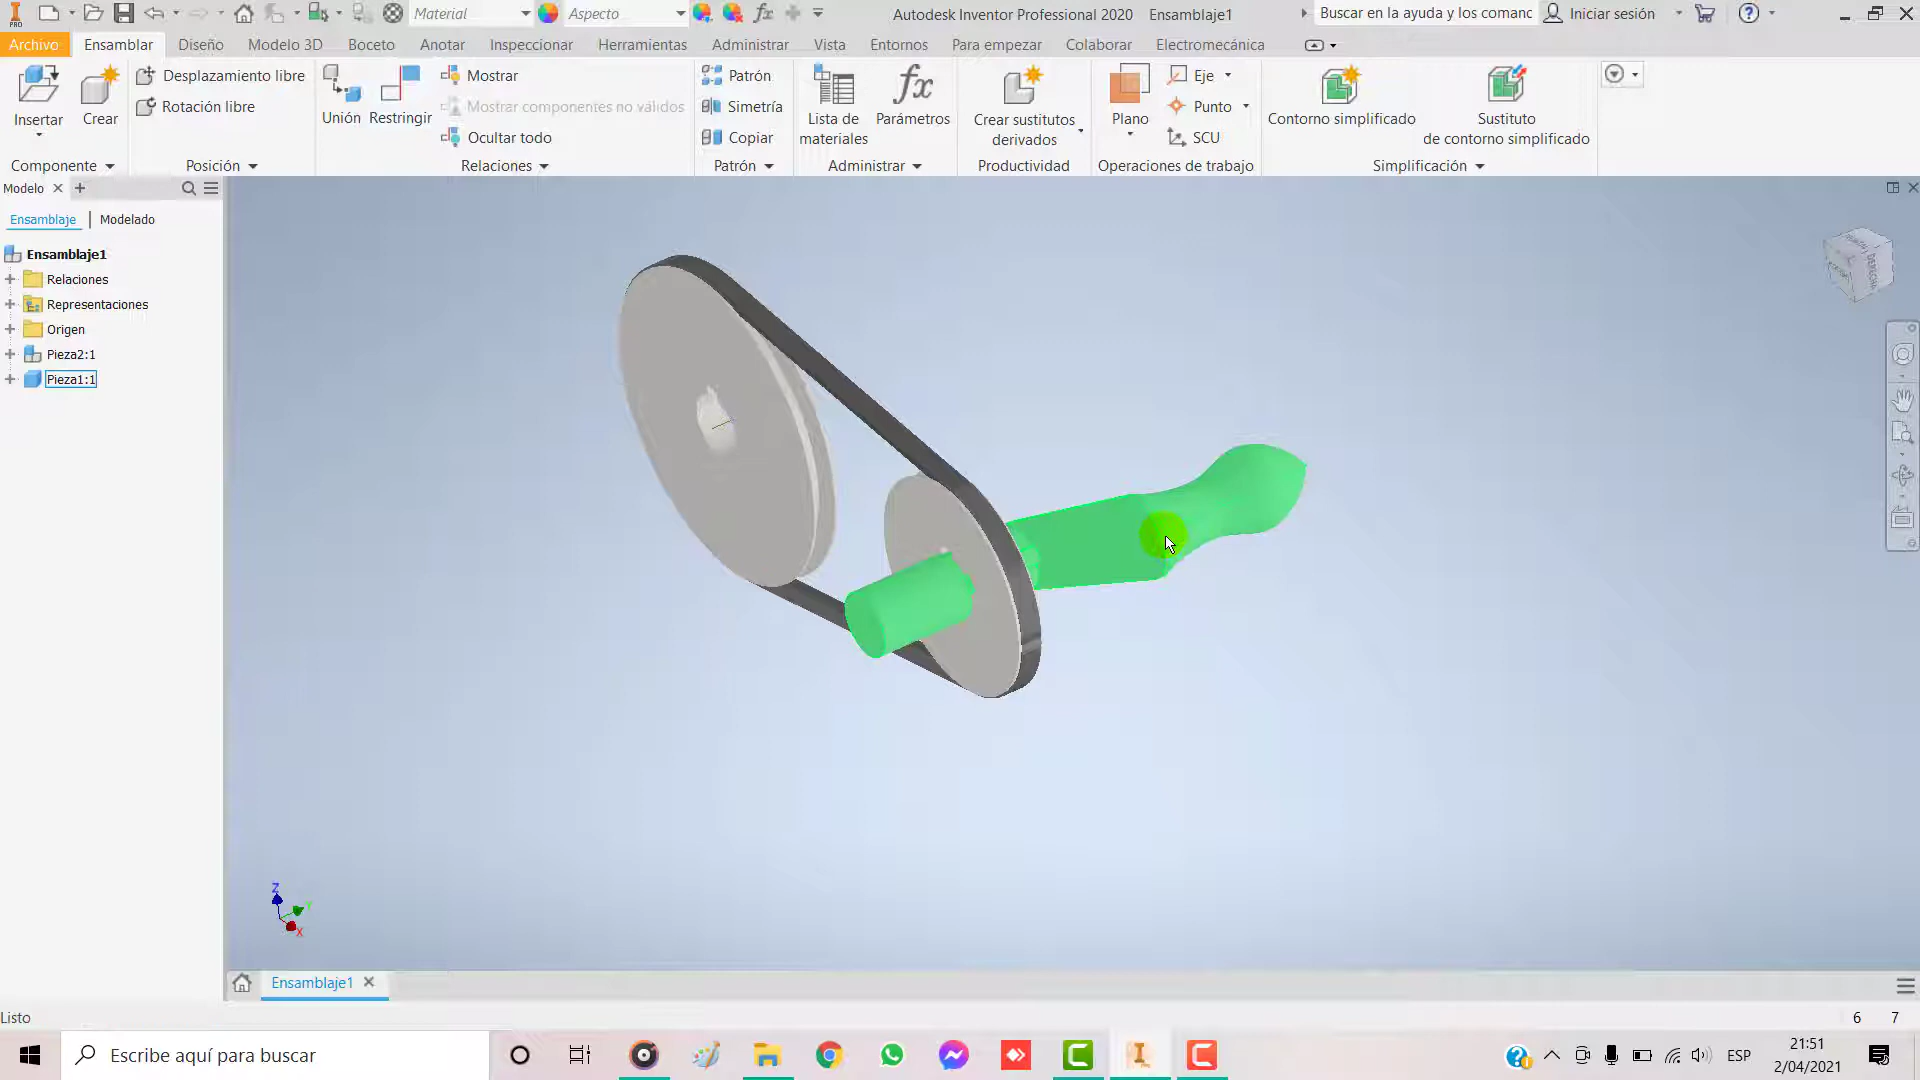 Material
Aspecto
Autodesk Inventor Professional 2020 Ensamblaje1
Buscar en la ayuda y los comanc
Iniciar sesión
PRO
Archivo
Ensamblar
Diseño
Modelo 3D
Boceto
Anotar
Inspeccionar
Herramientas
Administrar
Vista
Entornos
Para empezar
Colaborar
Electromecánica
Insertar
Crear
Desplazamiento libre
Rotación libre
Unión
Restringir
Mostrar
Mostrar componentes no válidos
Ocultar todo
Patrón
Simetría
Copiar
Lista de
materiales
Parámetros
Crear sustitutos
derivados
Plano
Eje
Punto
SCU
Contorno simplificado
Sustituto
de contorno simplificado
Componente
Posición
Relaciones
Patrón
Administrar
Productividad
Operaciones de trabajo
Simplificación
Modelo
Ensamblaje
Modelado
Ensamblaje1
Relaciones
Representaciones
Origen
Pieza2:1
Pieza1:1
DERECHA
Z
Y
X
Ensamblaje1
Listo
6 7
Escribe aquí para buscar
ESP
21:51
2/04/2021